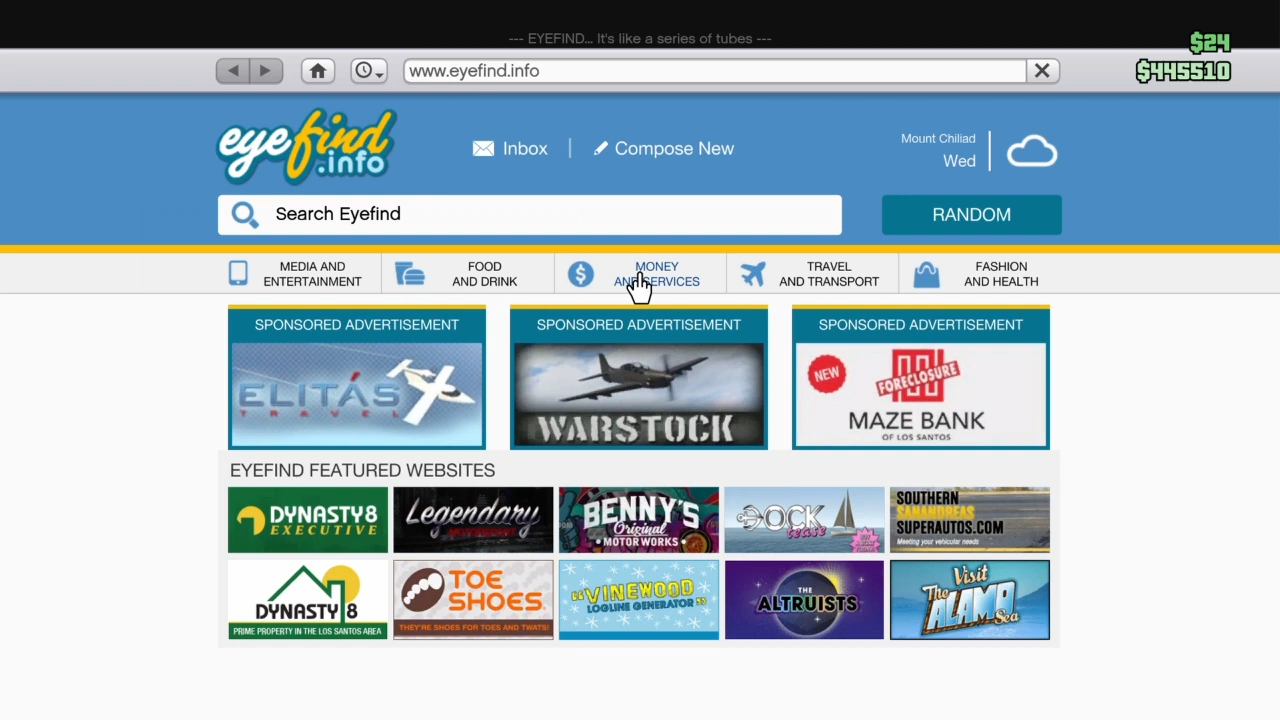 --- EYEFIND... It's like a series of tubes ---
$24
$445510
www.eyefind.info
eyefind
.info
Inbox
Compose New
Mount Chiliad
Wed
Search Eyefind
RANDOM
MEDIA AND
ENTERTAINMENT
FOOD
AND DRINK
MONEY
AND SERVICES
TRAVEL
AND TRANSPORT
FASHION
AND HEALTH
SPONSORED ADVERTISEMENT
ELITÁS
TRAVEL
SPONSORED ADVERTISEMENT
WARSTOCK
SPONSORED ADVERTISEMENT
NEW
FORECLOSURE
MAZE BANK
OF LOS SANTOS
EYEFIND FEATURED WEBSITES
DYNASTY 8
EXECUTIVE
Legendary
MOTORSPORT
BENNY'S
Original
MOTOR WORKS
DOCK
tease
SOUTHERN
SANANDREAS
SUPERAUTOS.COM
Meeting your vehicular needs
DYNASTY 8
PRIME PROPERTY IN THE LOS SANTOS AREA
TOE
SHOES
THEY'RE SHOES FOR TOES AND TWATS!
"VINEWOOD
LOGLINE GENERATOR"
THE
ALTRUISTS
Visit
The
ALAMO
Sea